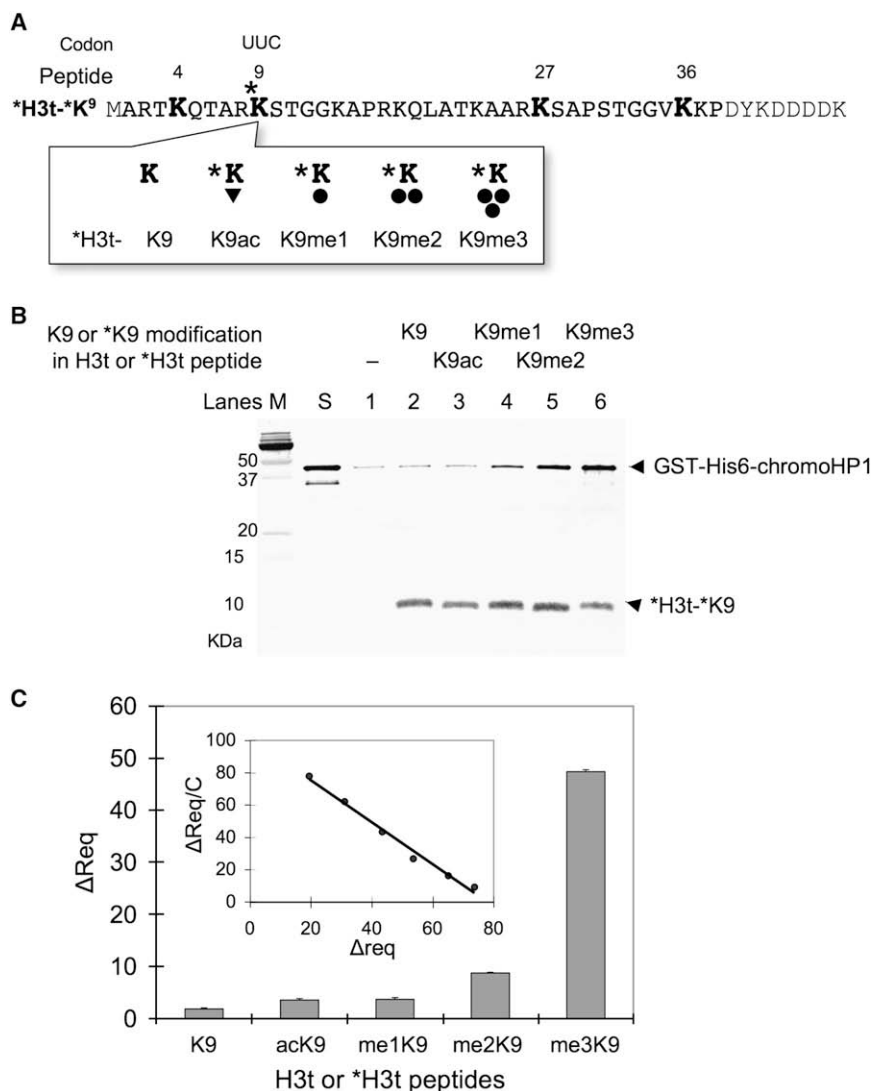 A
Codon UUC
Peptide 4 9 27 36
*
*H3t-*K⁹ MARTKQTARKSTGGKAPRKQLATKAARKSAPSTGGVKKPDYKDDDDK
K *K *K *K *K
*H3t- K9 K9ac K9me1 K9me2 K9me3
B
K9 or *K9 modification K9 K9me1 K9me3
in H3t or *H3t peptide – K9ac K9me2
Lanes M S 1 2 3 4 5 6
50
GST-His6-chromoHP1
37
20
15
10
*H3t-*K9
KDa
C
60
50
40
30
20
10
0
ΔReq
100
80
60
40
20
0
ΔReq/C
0 20 40 60 80
Δreq
K9 acK9 me1K9 me2K9 me3K9
H3t or *H3t peptides